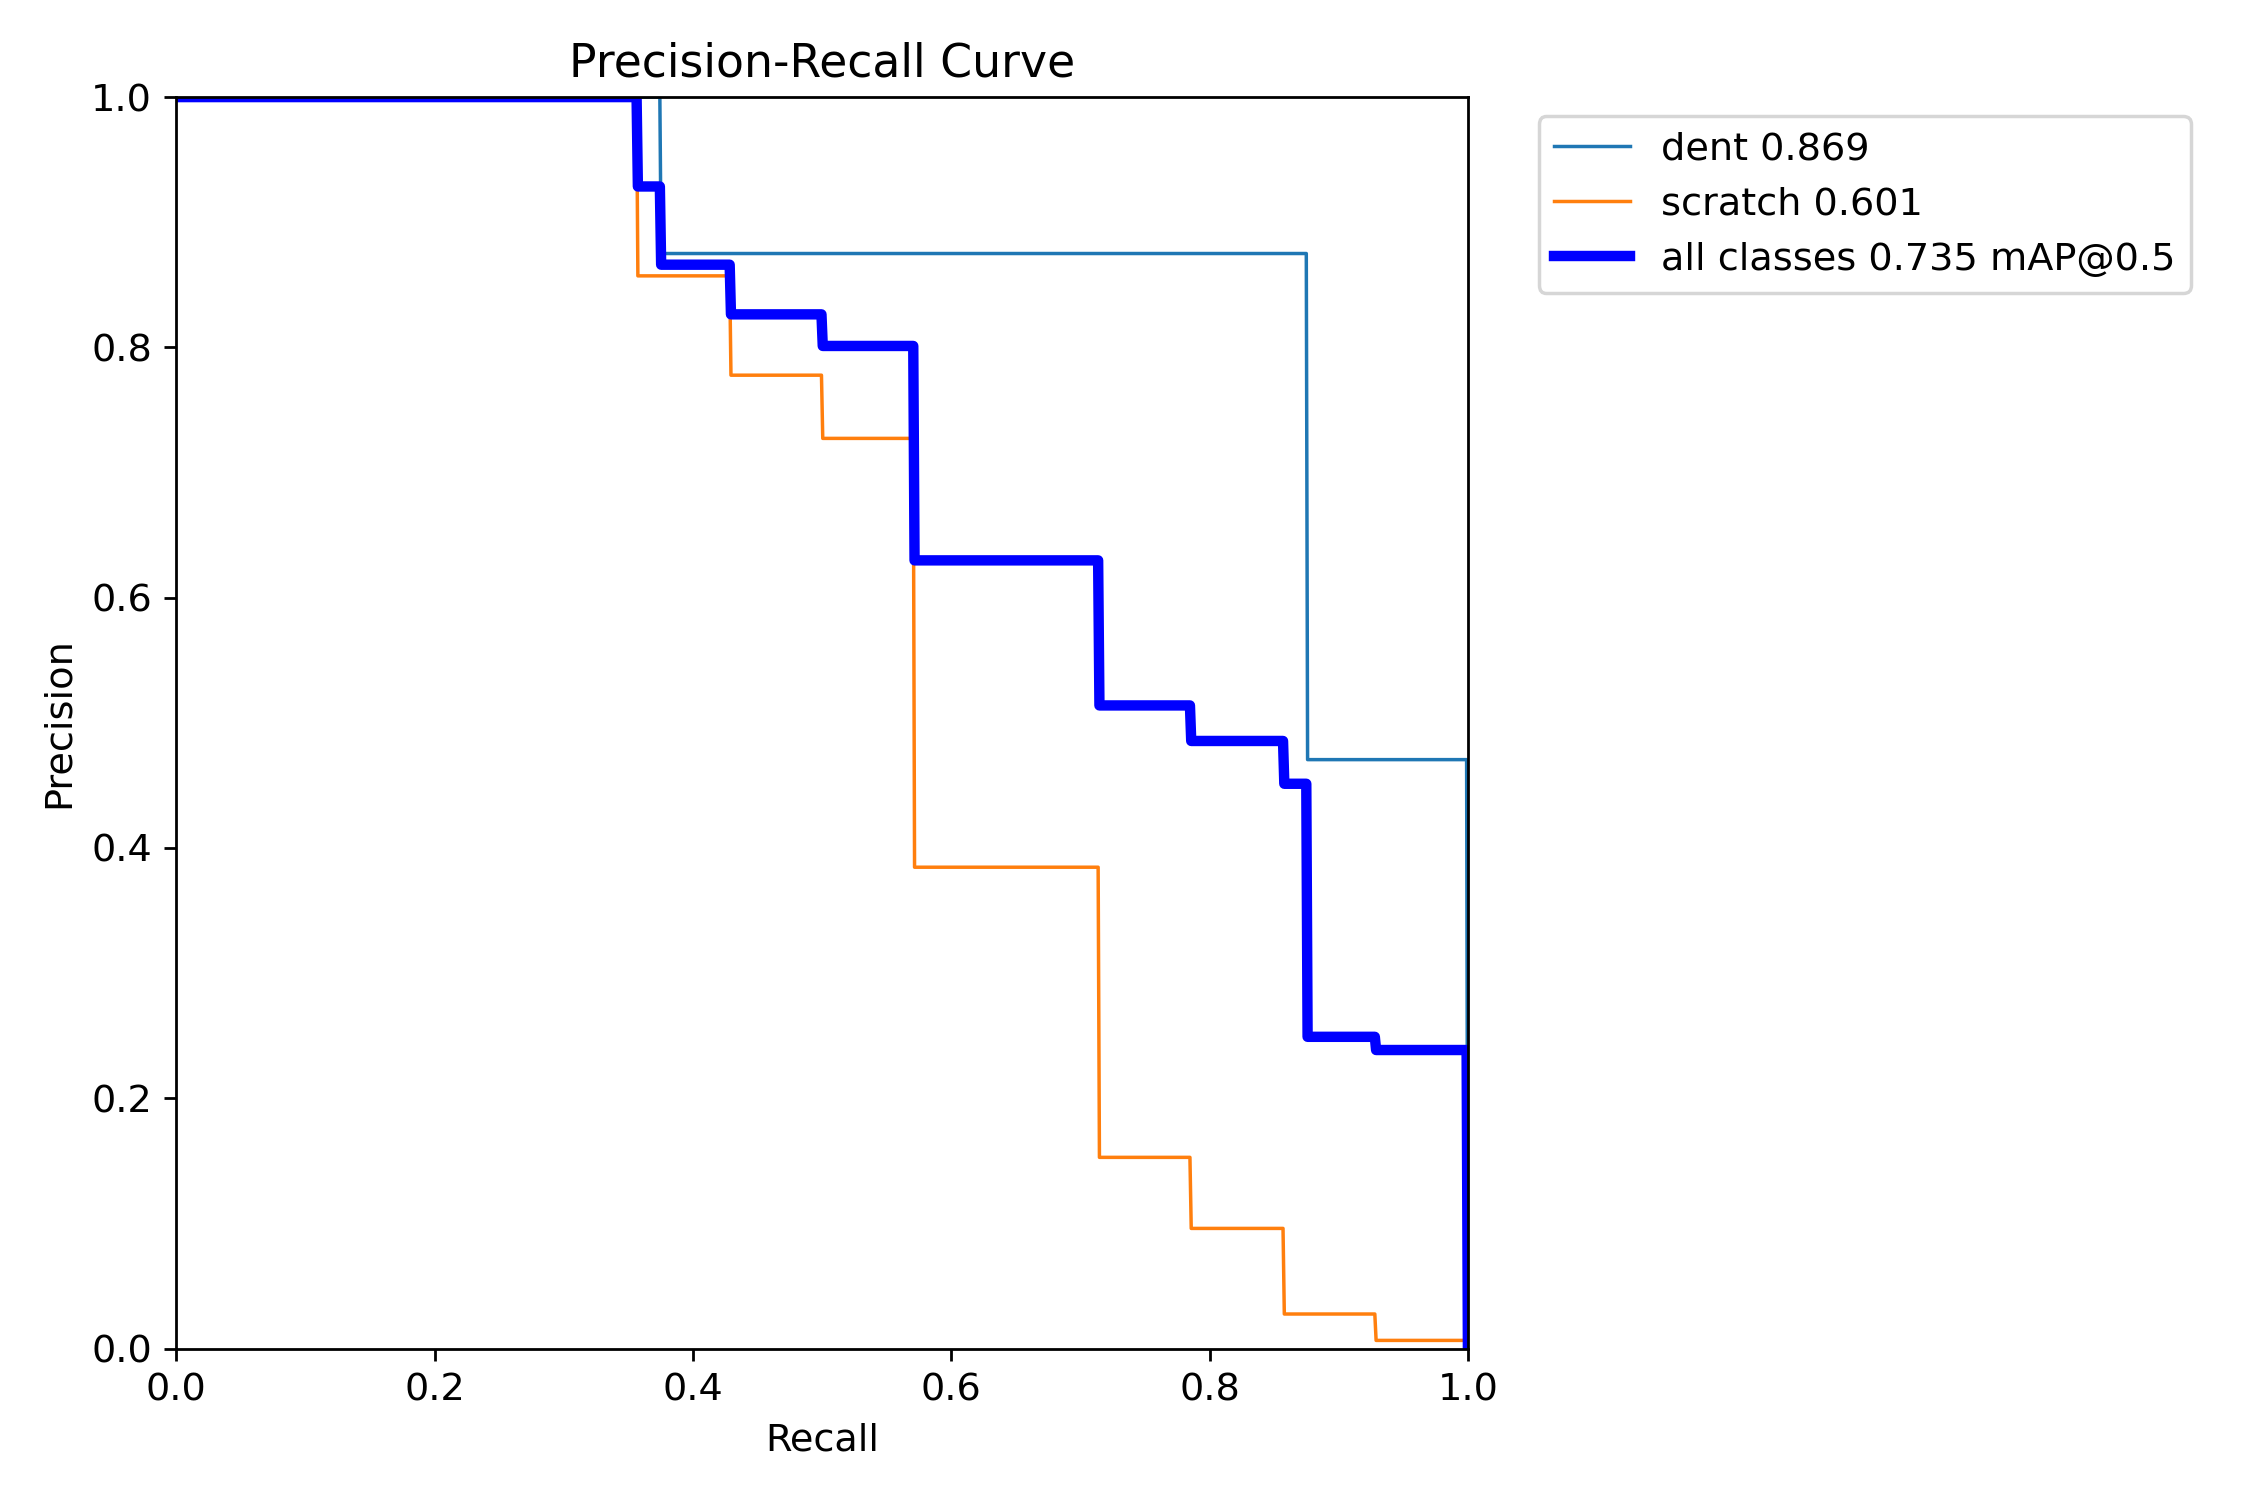 Precision-Recall Curve
1.0
0.8
0.6
0.4
0.2
0.0
Precision
0.0 0.2 0.4 0.6 0.8 1.0
Recall
dent 0.869
scratch 0.601
all classes 0.735 mAP@0.5